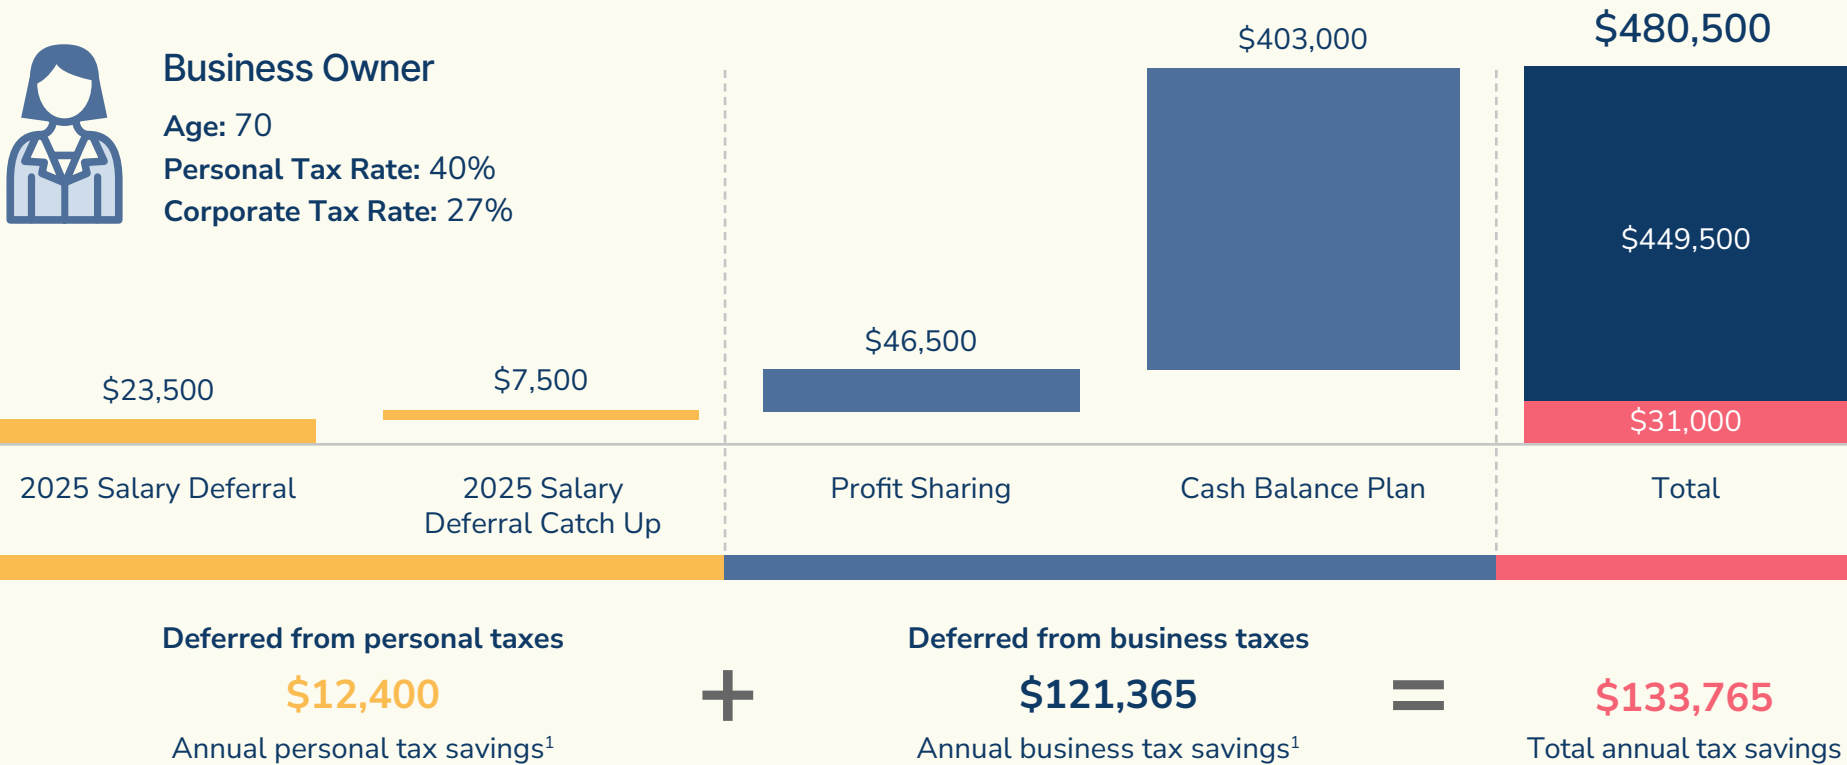 Business Owner
Age: 70
Personal Tax Rate: 40%
Corporate Tax Rate: 27%
$23,500
$7,500
$46,500
$403,000
$480,500
$449,500
$31,000
2025 Salary Deferral
2025 Salary
Deferral Catch Up
Profit Sharing
Cash Balance Plan
Total
Deferred from personal taxes
$12,400
Annual personal tax savings¹
+
Deferred from business taxes
$121,365
Annual business tax savings¹
=
$133,765
Total annual tax savings